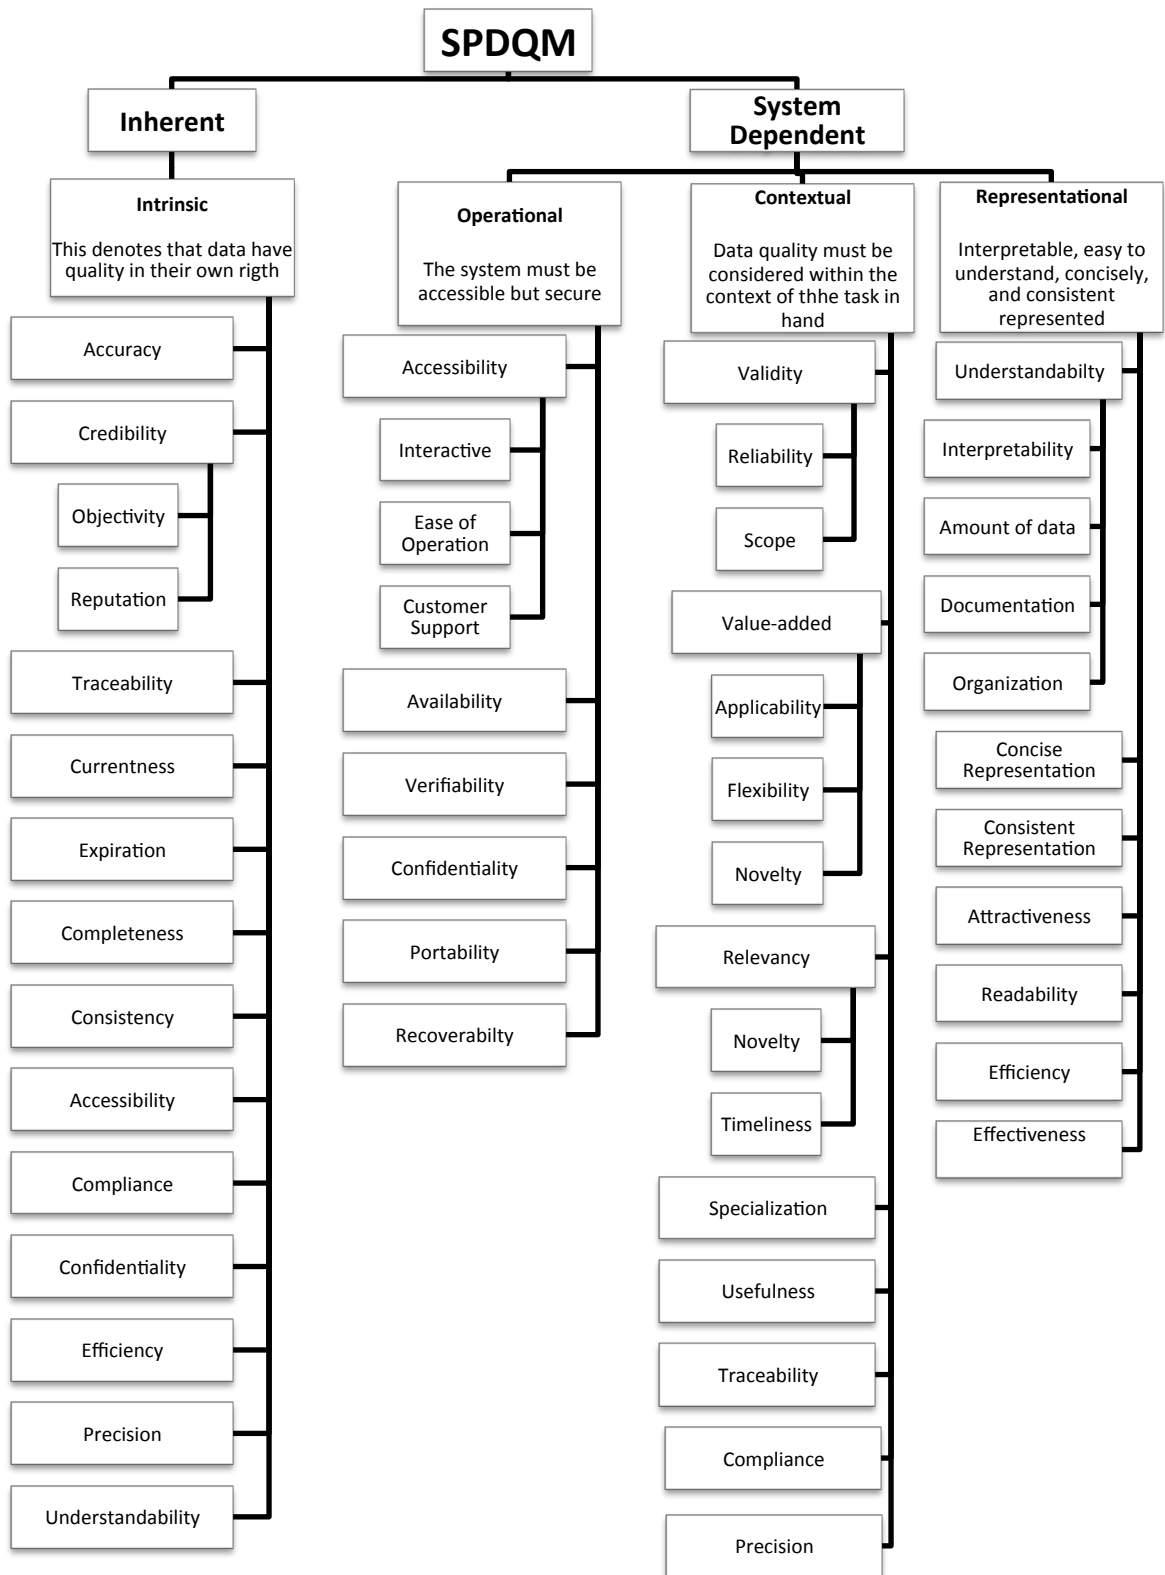 SPDQM
Inherent
System
Dependent
Intrinsic
This denotes that data have
quality in their own rigth
Accuracy
Credibility
Objectivity
Reputation
Traceability
Currentness
Expiration
Completeness
Consistency
Accessibility
Compliance
Confidentiality
Efficiency
Precision
Understandability
Operational
The system must be
accessible but secure
Accessibility
Interactive
Ease of
Operation
Customer
Support
Availability
Verifiability
Confidentiality
Portability
Recoverabilty
Contextual
Data quality must be
considered within the
context of thhe task in
hand
Validity
Reliability
Scope
Value-added
Applicability
Flexibility
Novelty
Relevancy
Novelty
Timeliness
Specialization
Usefulness
Traceability
Compliance
Precision
Representational
Interpretable, easy to
understand, concisely,
and consistent
represented
Understandabilty
Interpretability
Amount of data
Documentation
Organization
Concise
Representation
Consistent
Representation
Attractiveness
Readability
Efficiency
Effectiveness